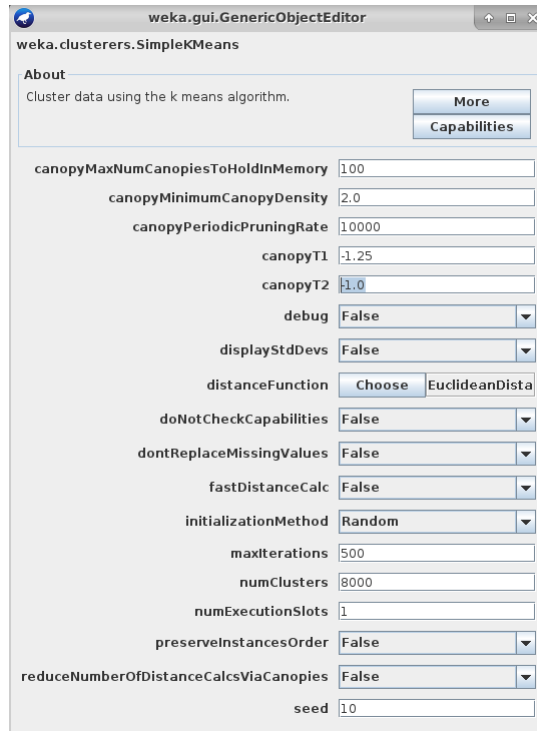 weka.gui.GenericObjectEditor
weka.clusterers.SimpleKMeans
About
Cluster data using the k means algorithm.
More
Capabilities
canopyMaxNumCanopiesToHoldInMemory 100
canopyMinimumCanopyDensity 2.0
canopyPeriodicPruningRate 10000
canopyT1 -1.25
canopyT2 -1.0
debug False
displayStdDevs False
distanceFunction Choose EuclideanDista
doNotCheckCapabilities False
dontReplaceMissingValues False
fastDistanceCalc False
initializationMethod Random
maxIterations 500
numClusters 8000
numExecutionSlots 1
preserveInstancesOrder False
reduceNumberOfDistanceCalcsViaCanopies False
seed 10